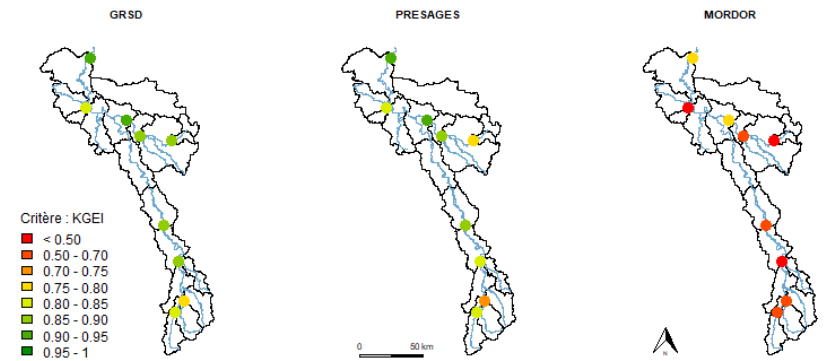 GRSD
PRESAGES
MORDOR
Critère : KGEI
< 0.50
0.50 - 0.70
0.70 - 0.75
0.75 - 0.80
0.80 - 0.85
0.85 - 0.90
0.90 - 0.95
0.95 - 1
0 50 km
N